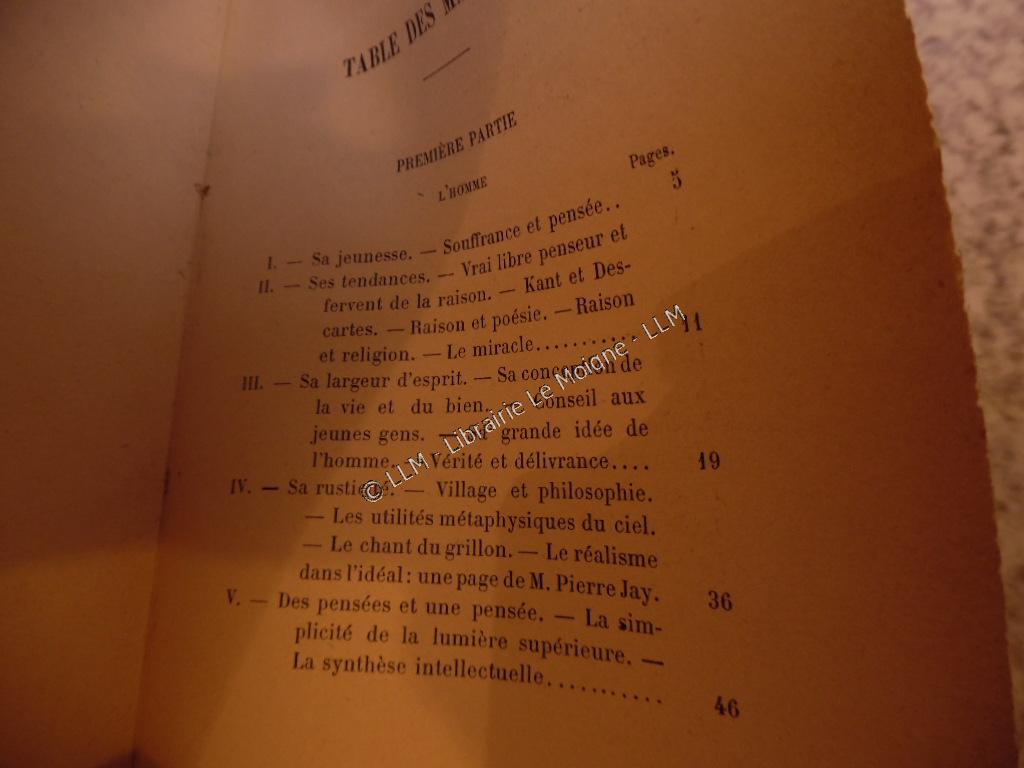 TABLE DES
PREMIÈRE PARTIE
L'HOMME
Pages.
I. — Sa jeunesse. — Souffrance et pensée.. 5
II. — Ses tendances. — Vrai libre penseur et
fervent de la raison. — Kant et Des-
cartes. — Raison et poésie. — Raison
et religion. — Le miracle........... 11
III. — Sa largeur d'esprit. — Sa conception de
la vie et du bien. — Conseil aux
jeunes gens. — grande idée de
l'homme. — Vérité et délivrance.... 19
IV. — Sa rusticité. — Village et philosophie.
— Les utilités métaphysiques du ciel.
— Le chant du grillon. — Le réalisme
dans l'idéal : une page de M. Pierre Jay. 36
V. — Des pensées et une pensée. — La sim-
plicité de la lumière supérieure. —
La synthèse intellectuelle........... 46
© LLM - Librairie Le Moigne - LLM